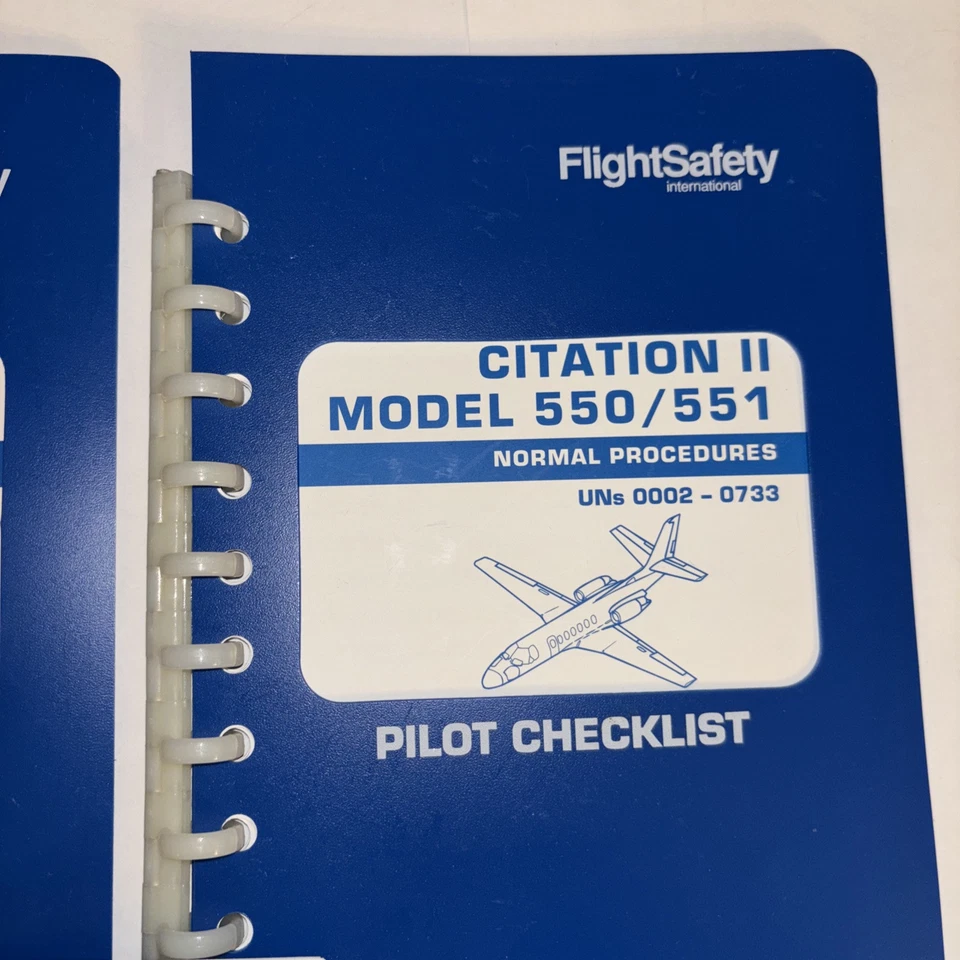 FlightSafety
international
CITATION II
MODEL 550/551
NORMAL PROCEDURES
UNs 0002 – 0733
PILOT CHECKLIST